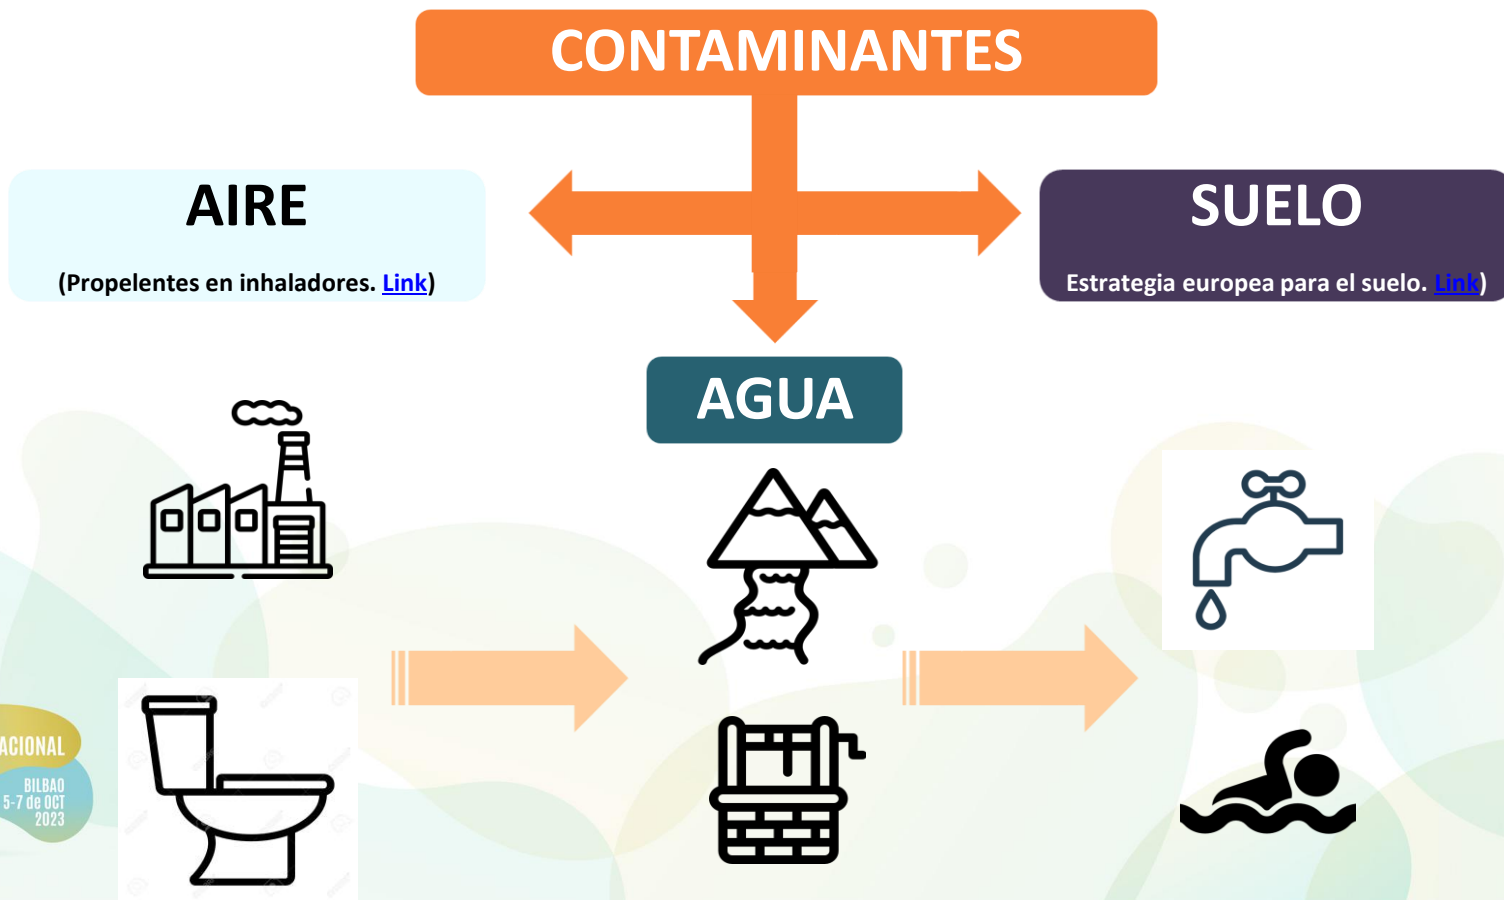 CONTAMINANTES
AIRE
(Propelentes en inhaladores. Link)
SUELO
Estrategia europea para el suelo. Link)
AGUA
ACIONAL
BILBAO
5-7 de OCT
2023